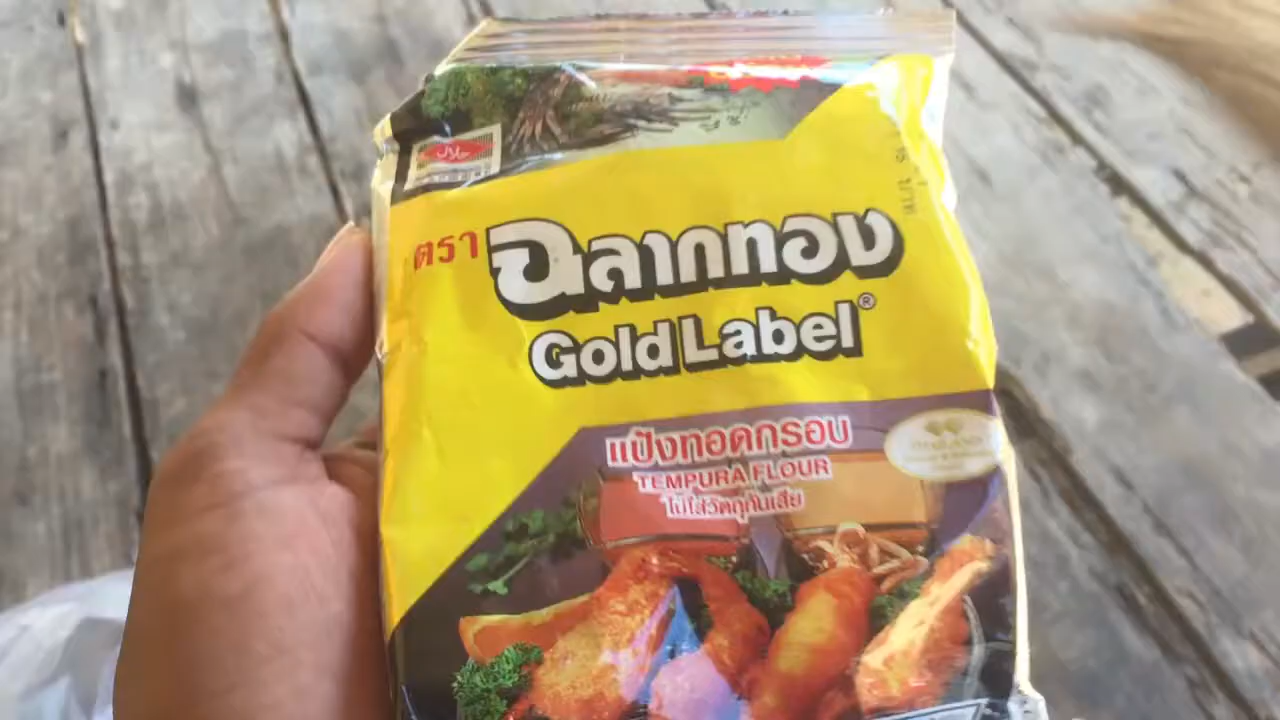 حلال
ตรา ฉลากทอง
Gold Label®
แป้งทอดกรอบ
TEMPURA FLOUR
ไม่ใส่วัตถุกันเสีย